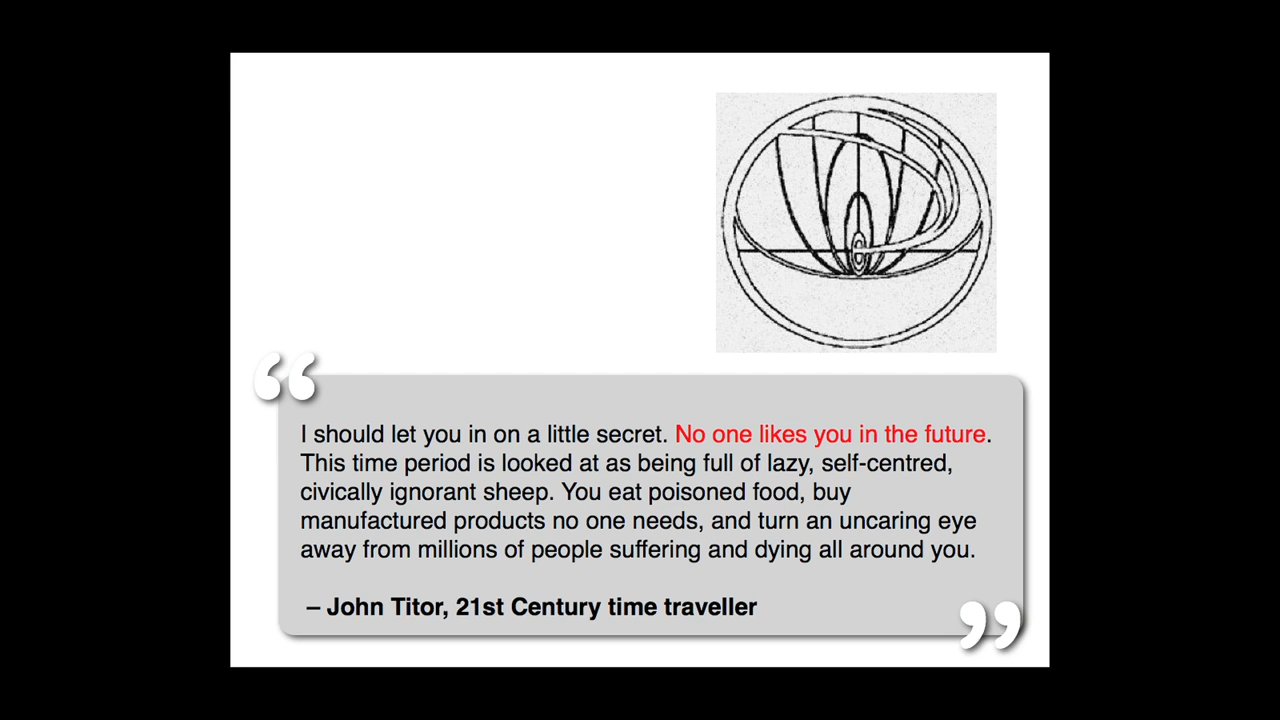 I should let you in on a little secret. No one likes you in the future.
This time period is looked at as being full of lazy, self-centred,
civically ignorant sheep. You eat poisoned food, buy
manufactured products no one needs, and turn an uncaring eye
away from millions of people suffering and dying all around you.
– John Titor, 21st Century time traveller